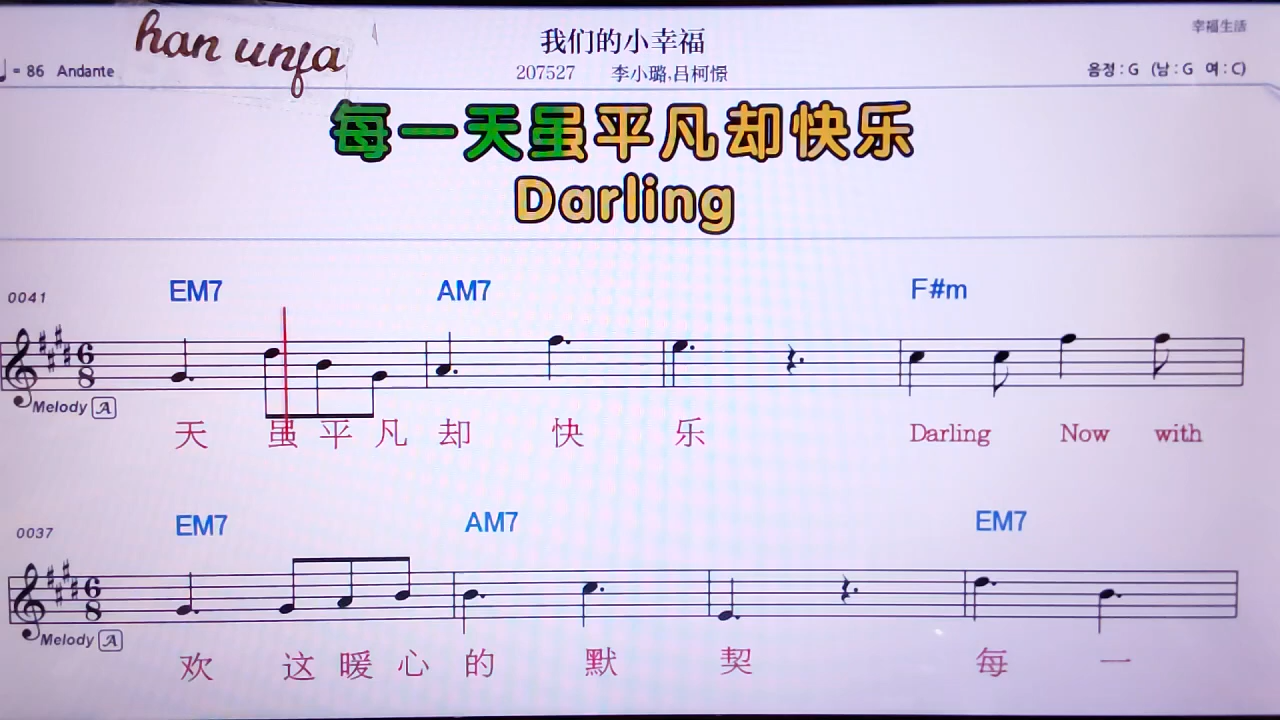 han unfa
我们的小幸福
幸福生活
♩ = 86 Andante
207527 李小璐,吕柯憬
음정 : G (남 : G 여 : C)
每一天虽平凡却快乐
Darling
EM7 AM7 F#m
0041
6
8
Melody A
天 虽 平 凡 却 快 乐 Darling Now with
EM7 AM7 EM7
0037
6
8
Melody A
欢 这 暖 心 的 默 契 每 一